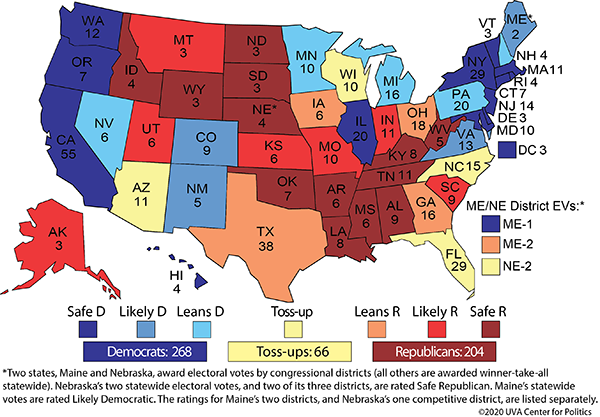 WA
12
OR
7
CA
55
NV
6
ID
4
MT
3
WY
3
UT
6
AZ
11
CO
9
NM
5
ND
3
SD
3
NE*
4
KS
6
OK
7
TX
38
MN
10
IA
6
MO
10
AR
6
LA
8
WI
10
IL
20
MI
16
IN
11
OH
18
KY 8
TN 11
MS
6
AL
9
GA
16
FL
29
SC
9
NC 15
VA
13
WV
5
PA
20
NY
29
VT
3
ME*
2
NH 4
MA 11
RI 4
CT 7
NJ 14
DE 3
MD 10
DC 3
AK
3
HI
4
ME/NE District EVs:*
ME-1
ME-2
NE-2
Safe D Likely D Leans D Toss-up Leans R Likely R Safe R
Democrats: 268 Toss-ups: 66 Republicans: 204
*Two states, Maine and Nebraska, award electoral votes by congressional districts (all others are awarded winner-take-all
statewide). Nebraska's two statewide electoral votes, and two of its three districts, are rated Safe Republican. Maine's statewide
votes are rated Likely Democratic. The ratings for Maine's two districts, and Nebraska's one competitive district, are listed separately.
©2020 UVA Center for Politics